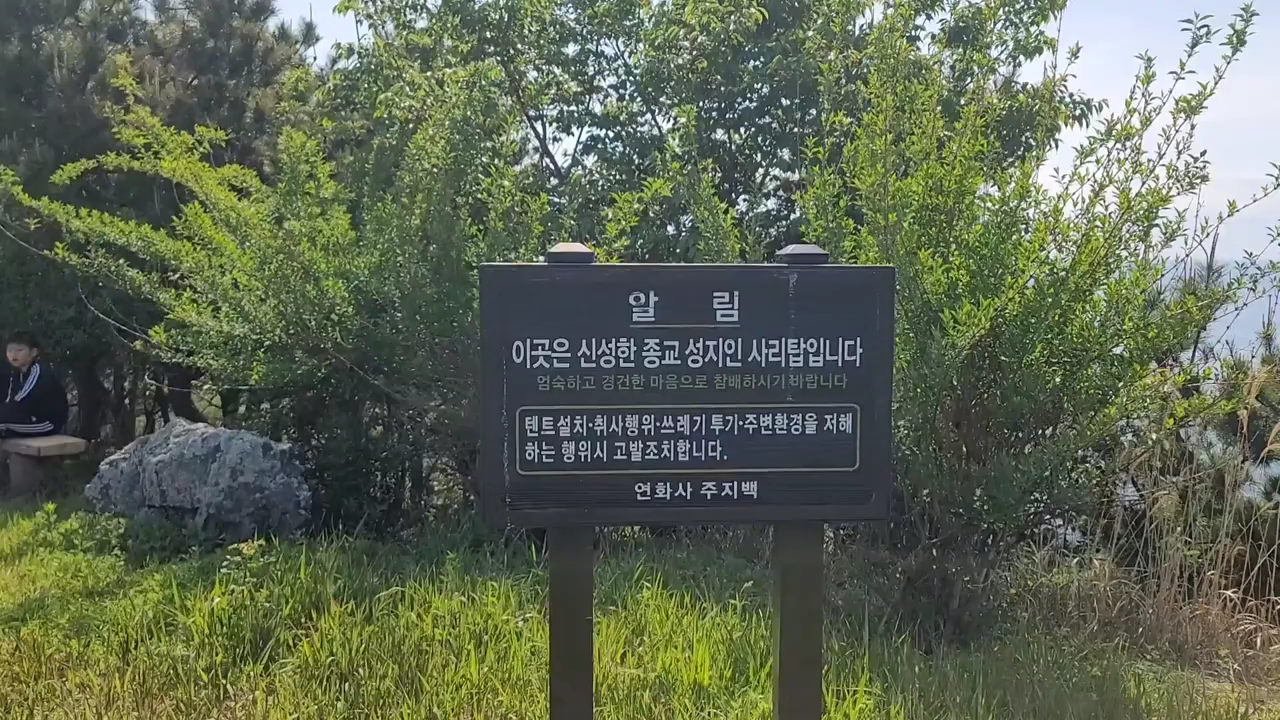 알 림
이곳은 신성한 종교 성지인 사리탑입니다
엄숙하고 경건한 마음으로 참배하시기 바랍니다
텐트설치·취사행위·쓰레기 투기·주변환경을 저해
하는 행위시 고발조치합니다.
연화사 주지백